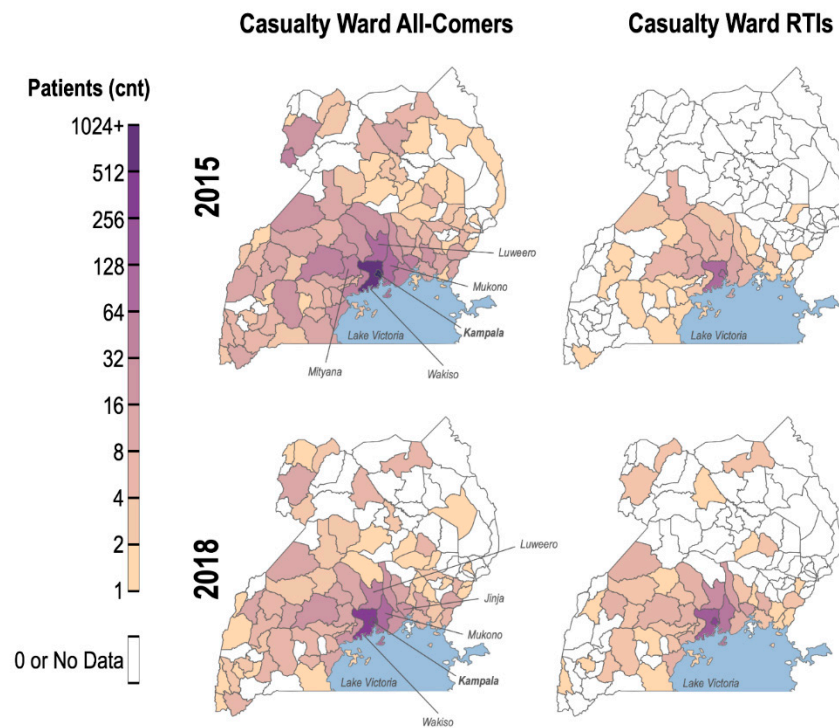 Casualty Ward All-Comers
Casualty Ward RTIs
Patients (cnt)
1024+
512
256
128
64
32
16
8
4
2
1
0 or No Data
2015
Luweero
Mukono
Kampala
Lake Victoria
Mityana
Wakiso
Lake Victoria
2018
Luweero
Jinja
Mukono
Kampala
Lake Victoria
Wakiso
Lake Victoria